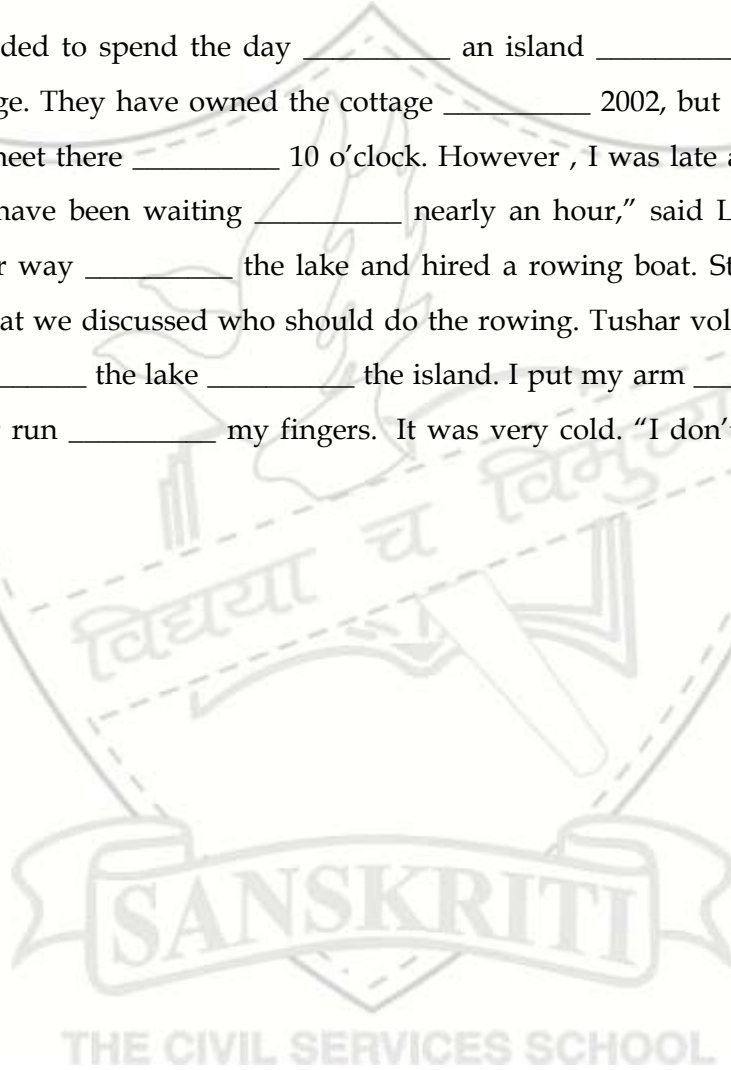 ded to spend the day __________ an island __________
ge. They have owned the cottage __________ 2002, but
neet there __________ 10 o’clock. However , I was late a
have been waiting __________ nearly an hour,” said L
r way __________ the lake and hired a rowing boat. St
at we discussed who should do the rowing. Tushar vol
______ the lake __________ the island. I put my arm ___
run __________ my fingers. It was very cold. “I don’
विद्यया च विमु
SANSKRITI
THE CIVIL SERVICES SCHOOL